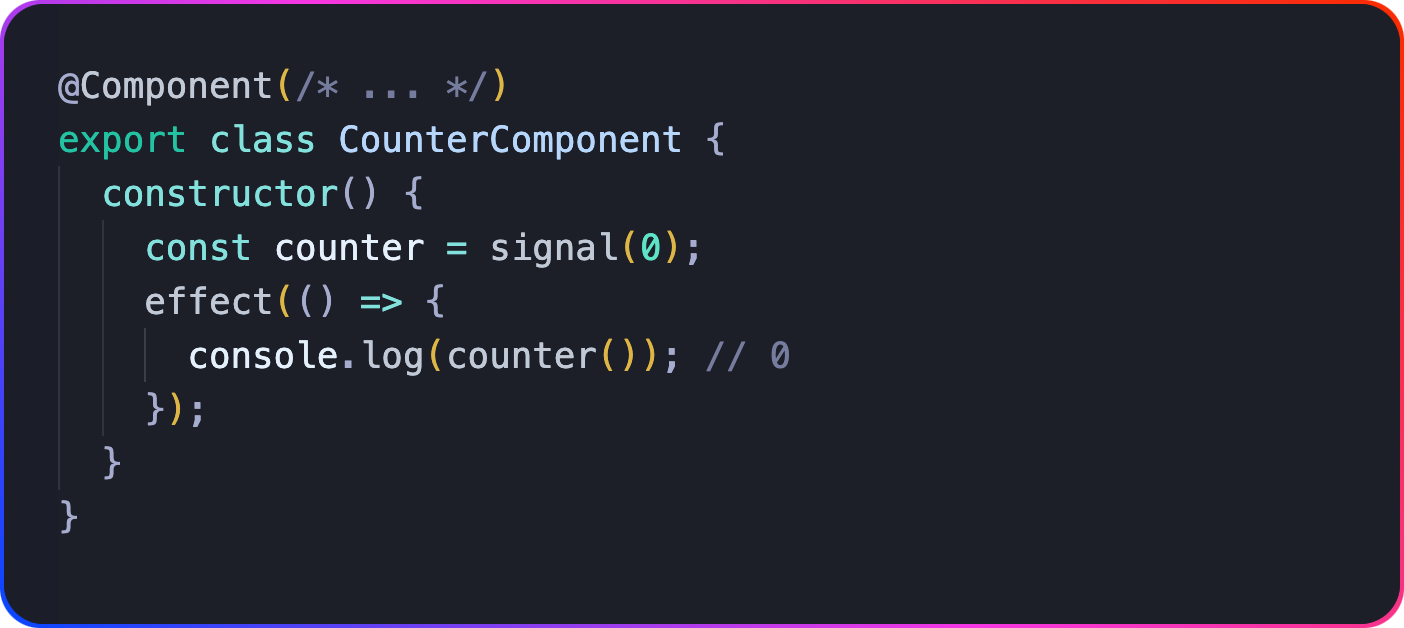 @Component(/* ... */)
export class CounterComponent {
  constructor() {
    const counter = signal(0);
    effect(() => {
      console.log(counter()); // 0
    });
  }
}